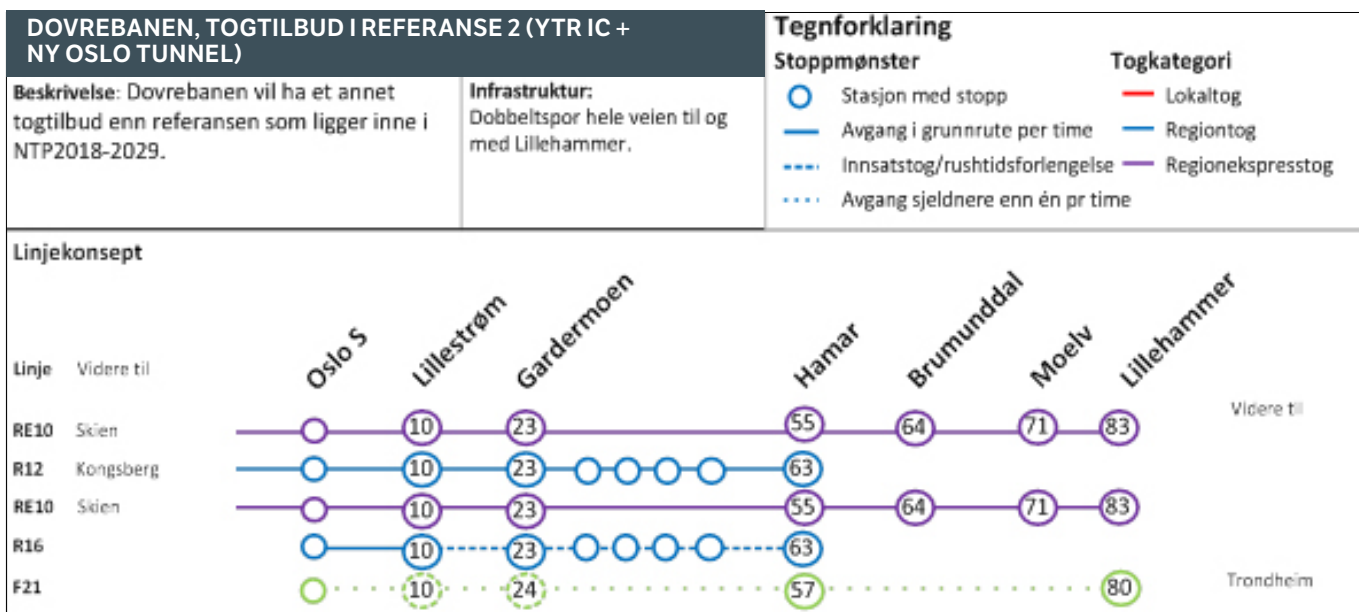 DOVREBANEN, TOGTILBUD I REFERANSE 2 (YTR IC +
NY OSLO TUNNEL)
Beskrivelse: Dovrebanen vil ha et annet
togtilbud enn referansen som ligger inne i
NTP2018-2029.
Infrastruktur:
Dobbeltspor hele veien til og
med Lillehammer.
Tegnforklaring
Stoppmønster
Stasjon med stopp
Avgang i grunnrute per time
Innsatstog/rushtidsforlengelse
Avgang sjeldnere enn én pr time
Togkategori
Lokaltog
Regiontog
Regionekspresstog
Linjekonsept
Linje Videre til Oslo S Lillestrøm Gardermoen Hamar Brumunddal Moelv Lillehammer
Videre til
RE10 Skien 10 23 55 64 71 83
R12 Kongsberg 10 23 63
RE10 Skien 10 23 55 64 71 83
R16 10 23 63
F21 10 24 57 80 Trondheim